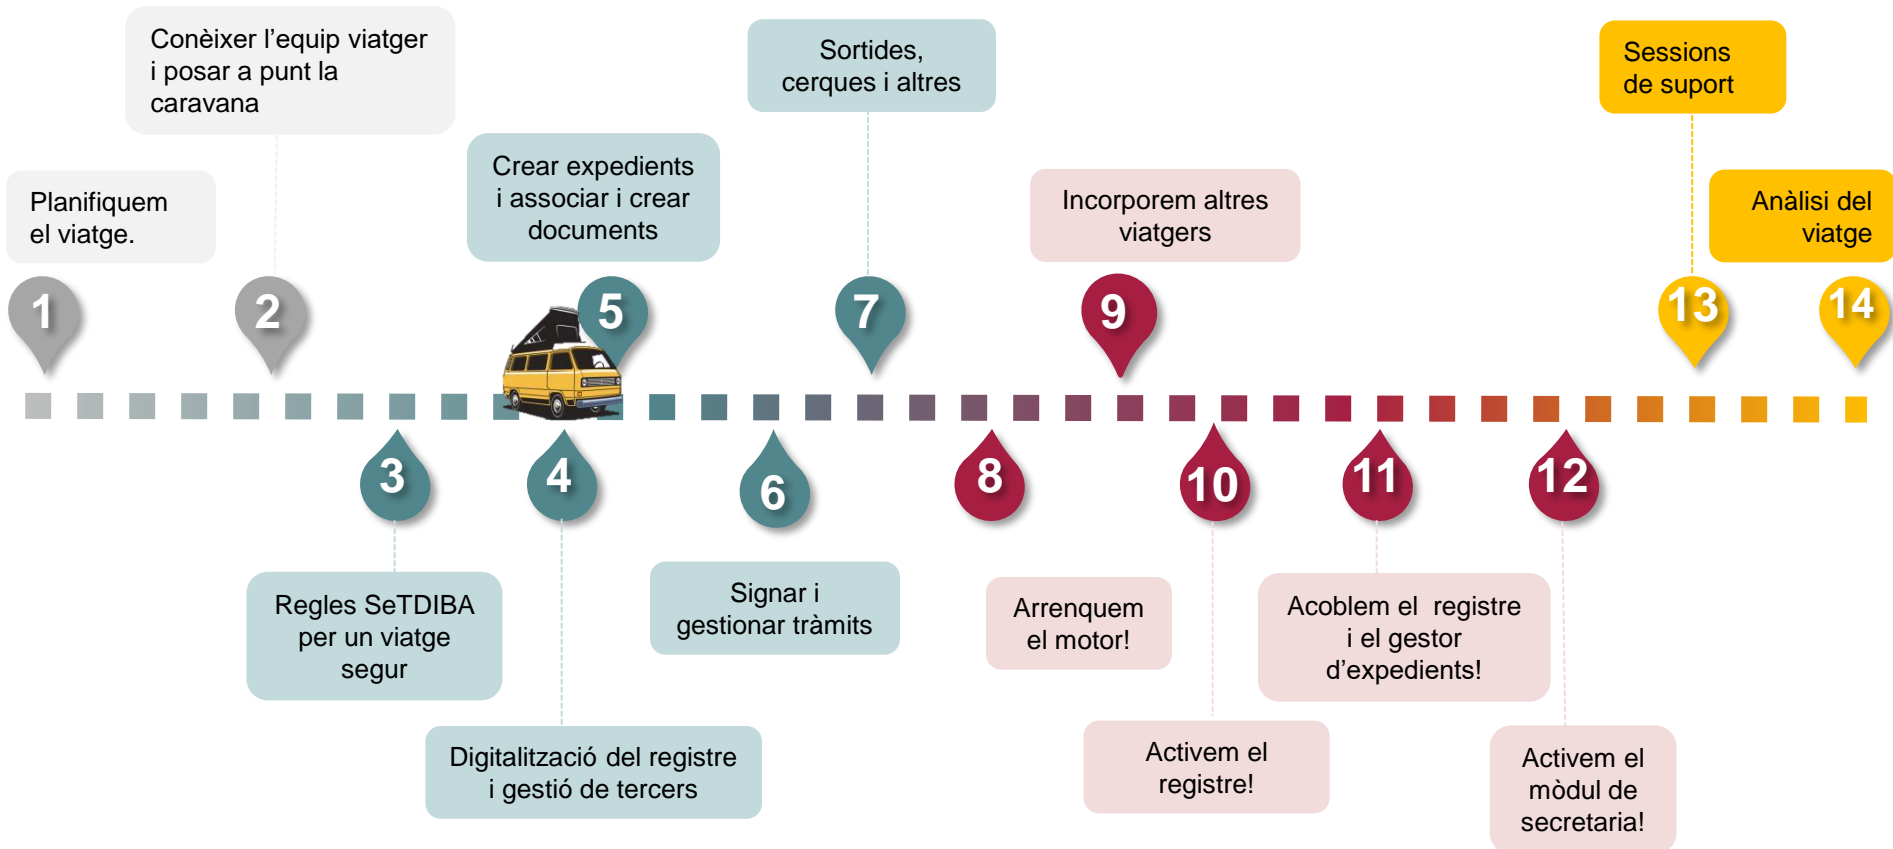 Planifiquem
el viatge.
1
Conèixer l’equip viatger
i posar a punt la
caravana
2
3
Regles SeTDIBA
per un viatge
segur
4
Digitalització del registre
i gestió de tercers
Crear expedients
i associar i crear
documents
5
6
Signar i
gestionar tràmits
Sortides,
cerques i altres
7
8
Arrenquem
el motor!
Incorporem altres
viatgers
9
10
Activem el
registre!
11
Acoblem el registre
i el gestor
d’expedients!
12
Activem el
mòdul de
secretaria!
Sessions
de suport
13
Anàlisi del
viatge
14